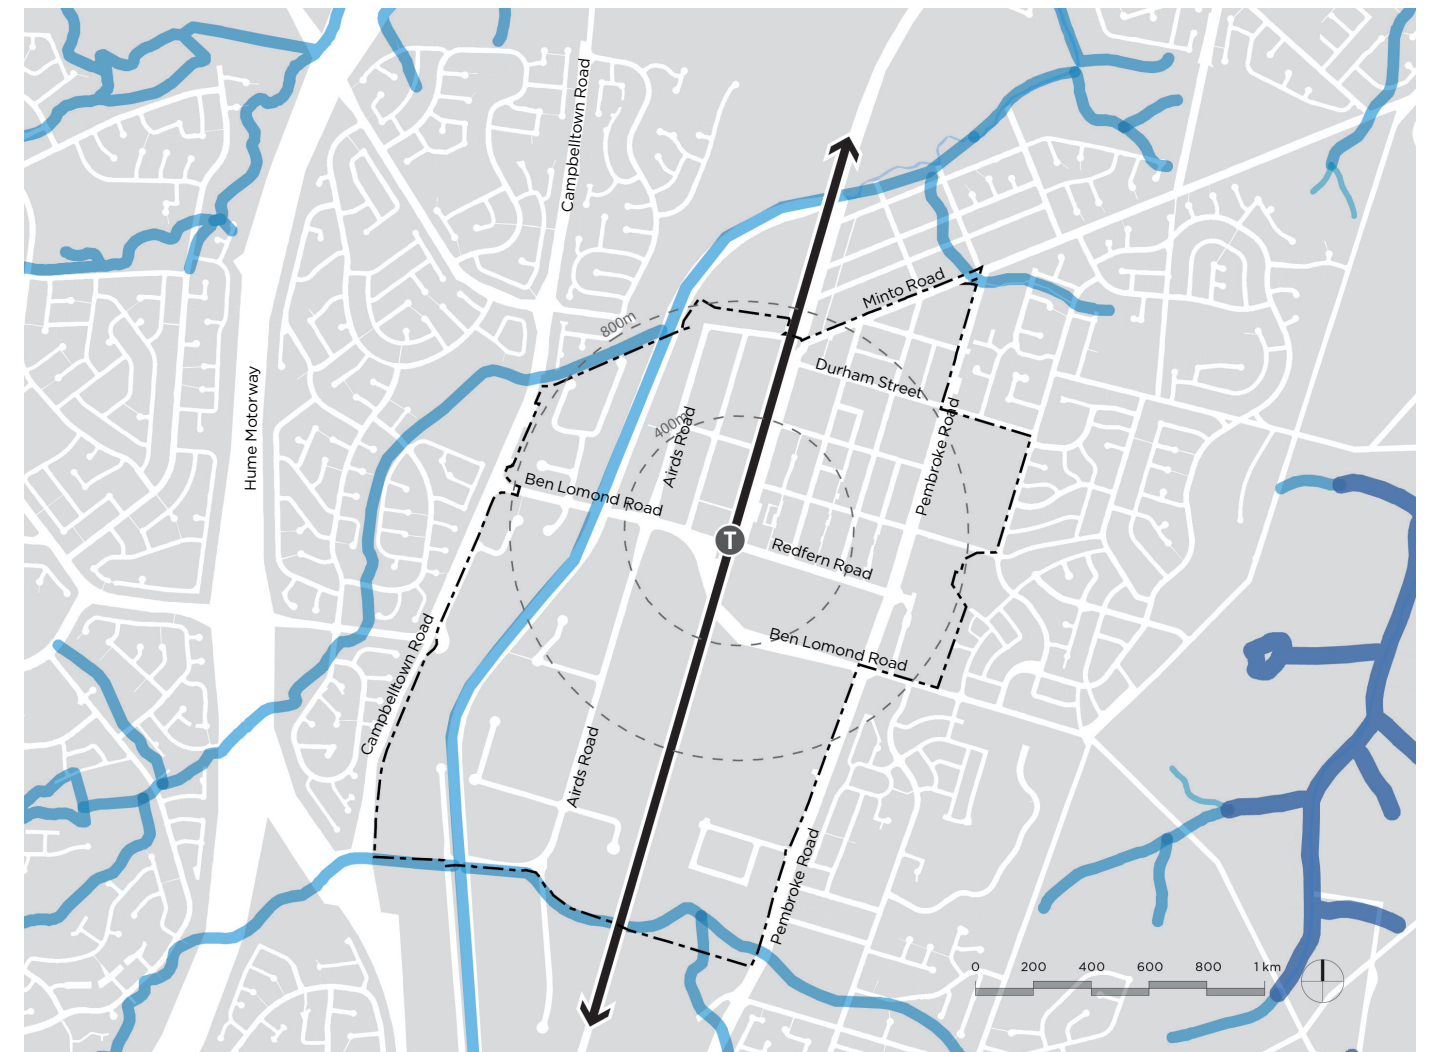 Campbelltown Road
Minto Road
800m
Durham Street
Hume Motorway
400m
Airds Road
Pembroke Road
Ben Lomond Road
T
Redfern Road
Ben Lomond Road
Campbelltown Road
Airds Road
Pembroke Road
0 200 400 600 800 1 km